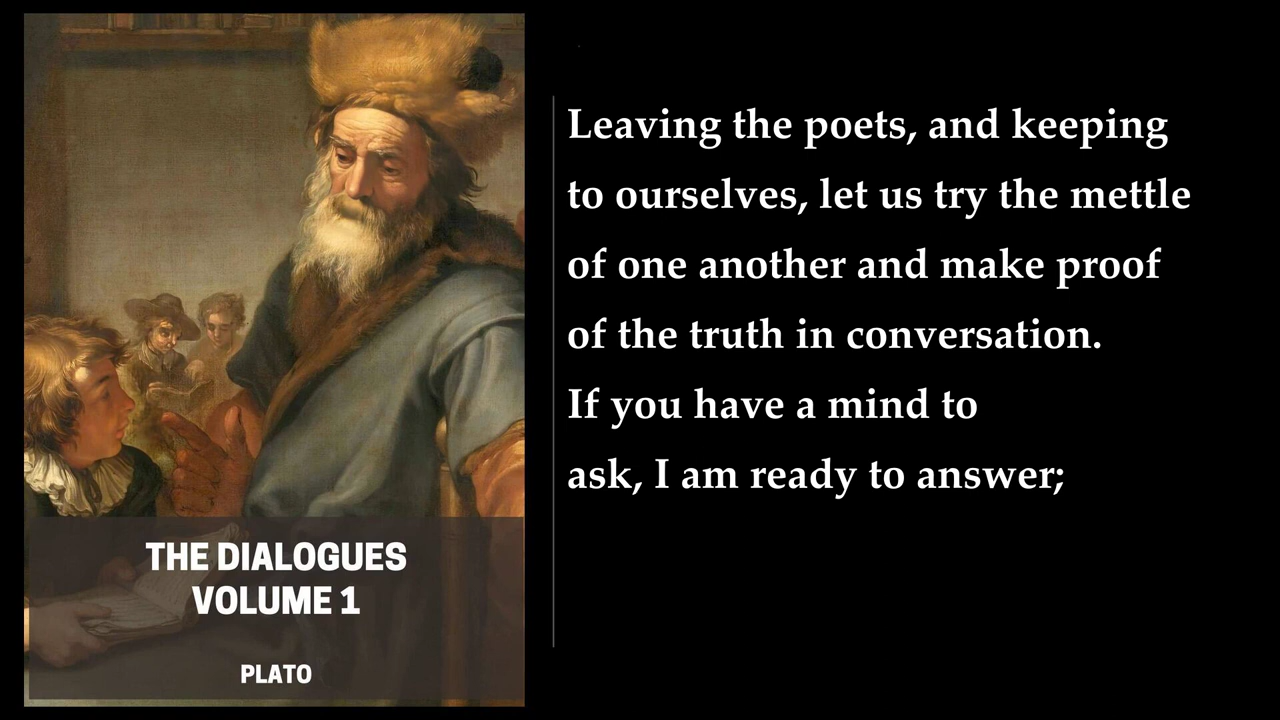 Leaving the poets, and keeping
to ourselves, let us try the mettle
of one another and make proof
of the truth in conversation.
If you have a mind to
ask, I am ready to answer;
THE DIALOGUES
VOLUME 1
PLATO